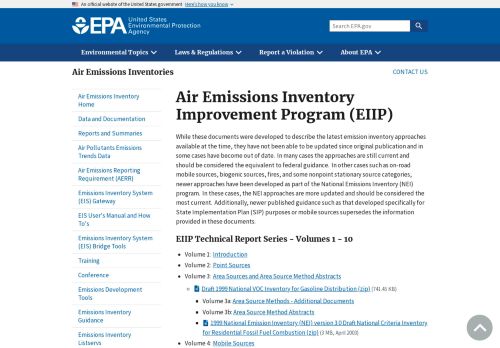 An official website of the United States government Here's how you know
EPA United States Environmental Protection Agency
Search EPA.gov
Environmental Topics
Laws & Regulations
Report a Violation
About EPA
Air Emissions Inventories
CONTACT US
Air Emissions Inventory Home
Data and Documentation
Reports and Summaries
Air Pollutants Emissions Trends Data
Air Emissions Reporting Requirement (AERR)
Emissions Inventory System (EIS) Gateway
EIS User's Manual and How To's
Emissions Inventory System (EIS) Bridge Tools
Training
Conference
Emissions Development Tools
Emissions Inventory Guidance
Emissions Inventory Listservs
Air Emissions Inventory
Improvement Program (EIIP)
While these documents were developed to describe the latest emission inventory approaches
available at the time, they have not been able to be updated since original publication and in
some cases have become out of date. In many cases the approaches are still current and
should be considered the equivalent to federal guidance. In other cases such as on-road
mobile sources, biogenic sources, fires, and some nonpoint stationary source categories,
newer approaches have been developed as part of the National Emissions Inventory (NEI)
program. In these cases, the NEI approaches are more updated and should be considered the
most current. Additionally, newer published guidance such as that developed specifically for
State Implementation Plan (SIP) purposes or mobile sources supersedes the information
provided in these documents.
EIIP Technical Report Series - Volumes 1 - 10
Volume 1: Introduction
Volume 2: Point Sources
Volume 3: Area Sources and Area Source Method Abstracts
Draft 1999 National VOC Inventory for Gasoline Distribution (zip) (741.45 KB)
Volume 3a: Area Source Methods - Additional Documents
Volume 3b: Area Source Method Abstracts
1999 National Emission Inventory (NEI) version 3.0 Draft National Criteria Inventory
for Residential Fossil Fuel Combustion (zip) (3 MB, April 2003)
Volume 4: Mobile Sources